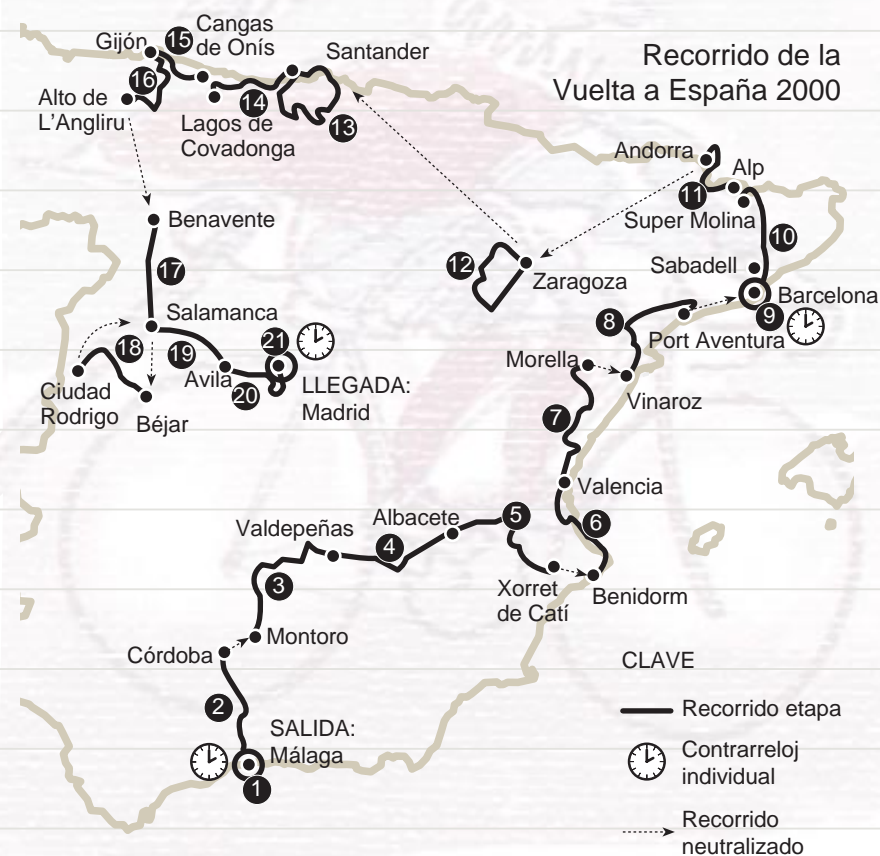 Recorrido de la
Vuelta a España 2000
Cangas
de Onís
Gijón
15
Santander
16
Alto de
L'Angliru
14
13
Lagos de
Covadonga
Andorra
Alp
11
Super Molina
10
Benavente
12
Zaragoza
Sabadell
Barcelona
9
17
Salamanca
8
Port Aventura
21
18
19
Avila
20
LLEGADA:
Madrid
Ciudad
Rodrigo
Béjar
Morella
Vinaroz
7
Valencia
Albacete
5
6
Valdepeñas
4
3
Xorret
de Catí
Benidorm
Montoro
Córdoba
2
SALIDA:
Málaga
1
CLAVE
Recorrido etapa
Contrarreloj
individual
Recorrido
neutralizado